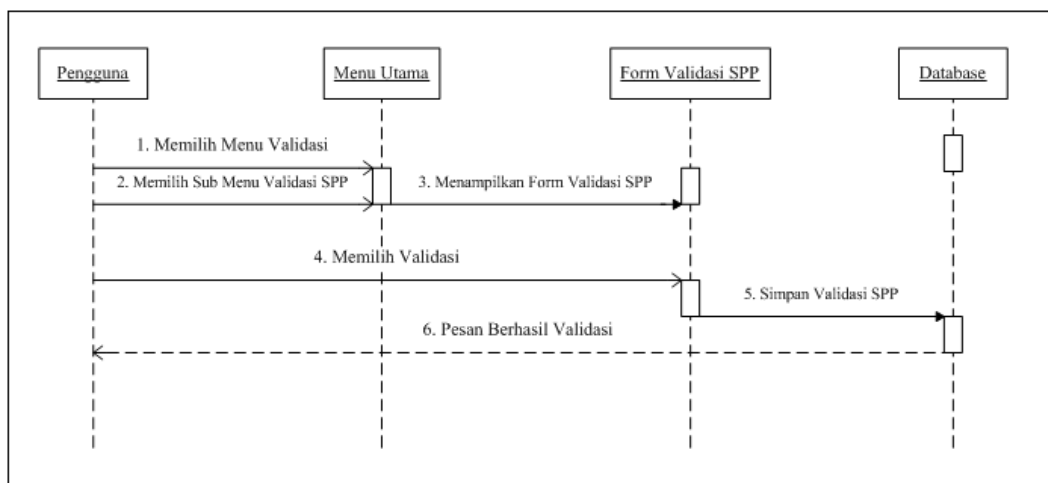 Pengguna
Menu Utama
Form Validasi SPP
Database
1. Memilih Menu Validasi
2. Memilih Sub Menu Validasi SPP
3. Menampilkan Form Validasi SPP
4. Memilih Validasi
5. Simpan Validasi SPP
6. Pesan Berhasil Validasi